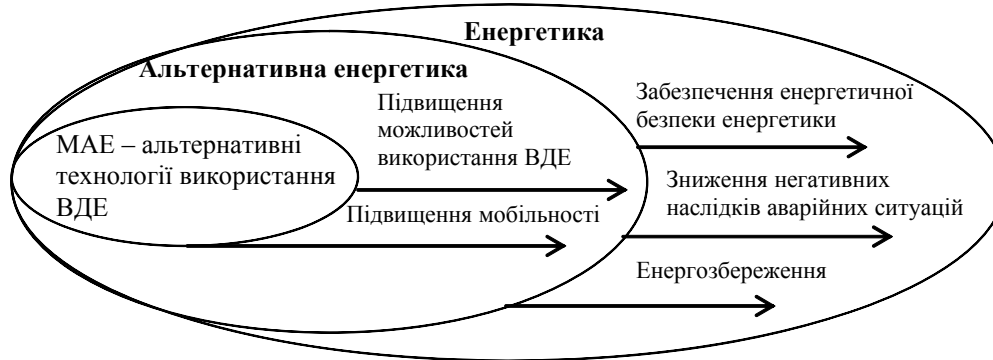 Енергетика
Альтернативна енергетика
МАЕ – альтернативні
технології використання
ВДЕ
Підвищення
можливостей
використання ВДЕ
Підвищення мобільності
Забезпечення енергетичної
безпеки енергетики
Зниження негативних
наслідків аварійних ситуацій
Енергозбереження